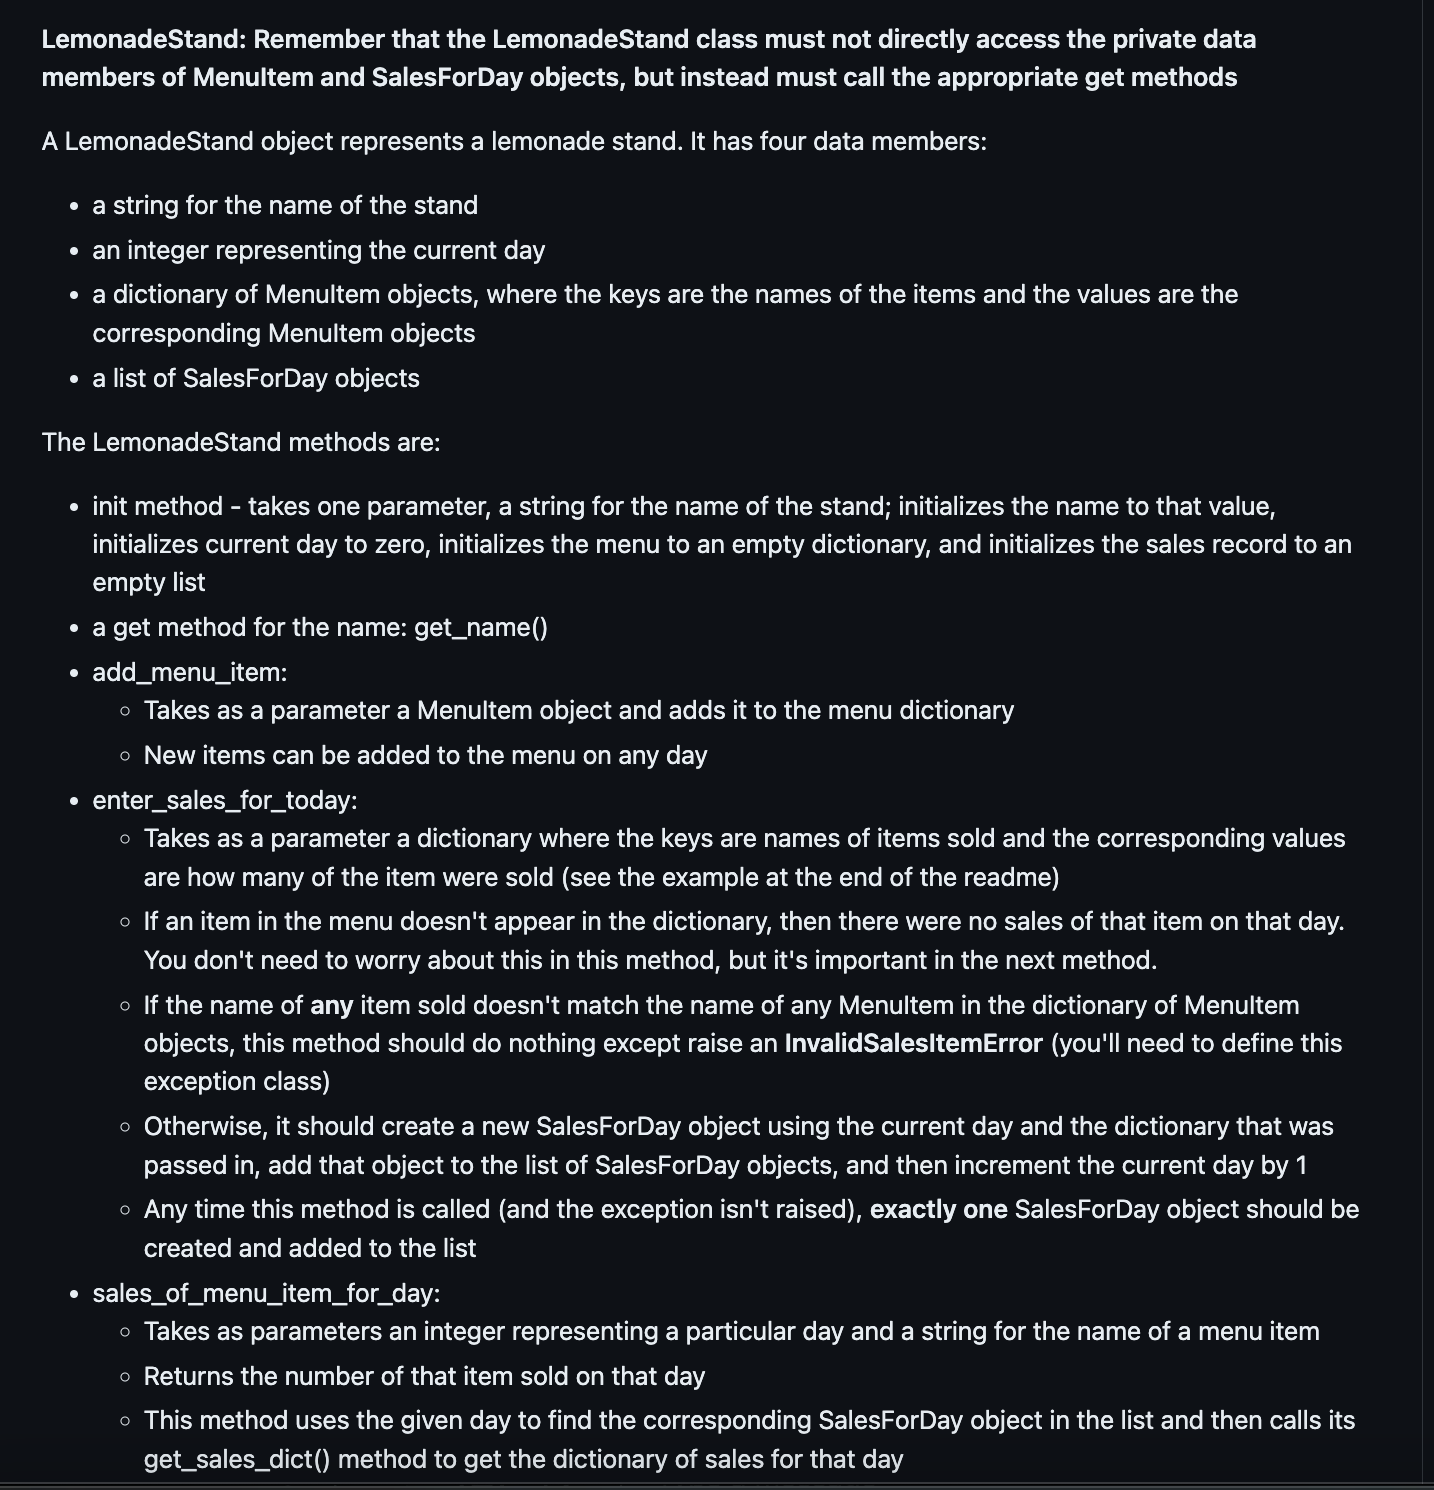 LemonadeStand: Remember that the LemonadeStand class must not directly access the private data
members of MenuItem and SalesForDay objects, but instead must call the appropriate get methods
A LemonadeStand object represents a lemonade stand. It has four data members:
• a string for the name of the stand
• an integer representing the current day
• a dictionary of MenuItem objects, where the keys are the names of the items and the values are the
corresponding MenuItem objects
• a list of SalesForDay objects
The LemonadeStand methods are:
• init method - takes one parameter, a string for the name of the stand; initializes the name to that value,
initializes current day to zero, initializes the menu to an empty dictionary, and initializes the sales record to an
empty list
• a get method for the name: get_name()
• add_menu_item:
◦ Takes as a parameter a MenuItem object and adds it to the menu dictionary
◦ New items can be added to the menu on any day
• enter_sales_for_today:
◦ Takes as a parameter a dictionary where the keys are names of items sold and the corresponding values
are how many of the item were sold (see the example at the end of the readme)
◦ If an item in the menu doesn't appear in the dictionary, then there were no sales of that item on that day.
You don't need to worry about this in this method, but it's important in the next method.
◦ If the name of any item sold doesn't match the name of any MenuItem in the dictionary of MenuItem
objects, this method should do nothing except raise an InvalidSalesItemError (you'll need to define this
exception class)
◦ Otherwise, it should create a new SalesForDay object using the current day and the dictionary that was
passed in, add that object to the list of SalesForDay objects, and then increment the current day by 1
◦ Any time this method is called (and the exception isn't raised), exactly one SalesForDay object should be
created and added to the list
• sales_of_menu_item_for_day:
◦ Takes as parameters an integer representing a particular day and a string for the name of a menu item
◦ Returns the number of that item sold on that day
◦ This method uses the given day to find the corresponding SalesForDay object in the list and then calls its
get_sales_dict() method to get the dictionary of sales for that day